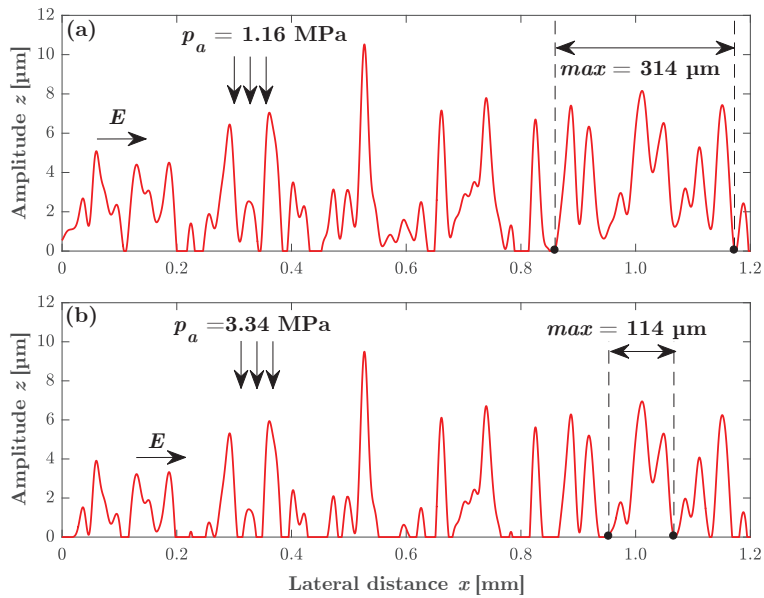 12
10
8
6
4
2
0
Amplitude z [µm]
(a)
p_a = 1.16 MPa
E
max = 314 µm
0 0.2 0.4 0.6 0.8 1.0 1.2
12
10
8
6
4
2
0
Amplitude z [µm]
(b)
p_a =3.34 MPa
E
max = 114 µm
0 0.2 0.4 0.6 0.8 1.0 1.2
Lateral distance x [mm]